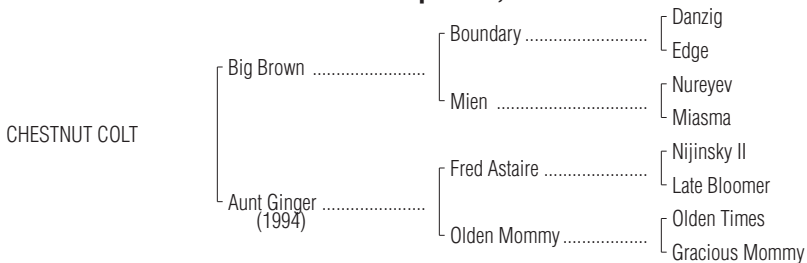 CHESTNUT COLT
Big Brown ........................
Aunt Ginger ......................
(1994)
Boundary ..........................
Mien ................................
Fred Astaire ......................
Olden Mommy ..................
Danzig
Edge
Nureyev
Miasma
Nijinsky II
Late Bloomer
Olden Times
Gracious Mommy